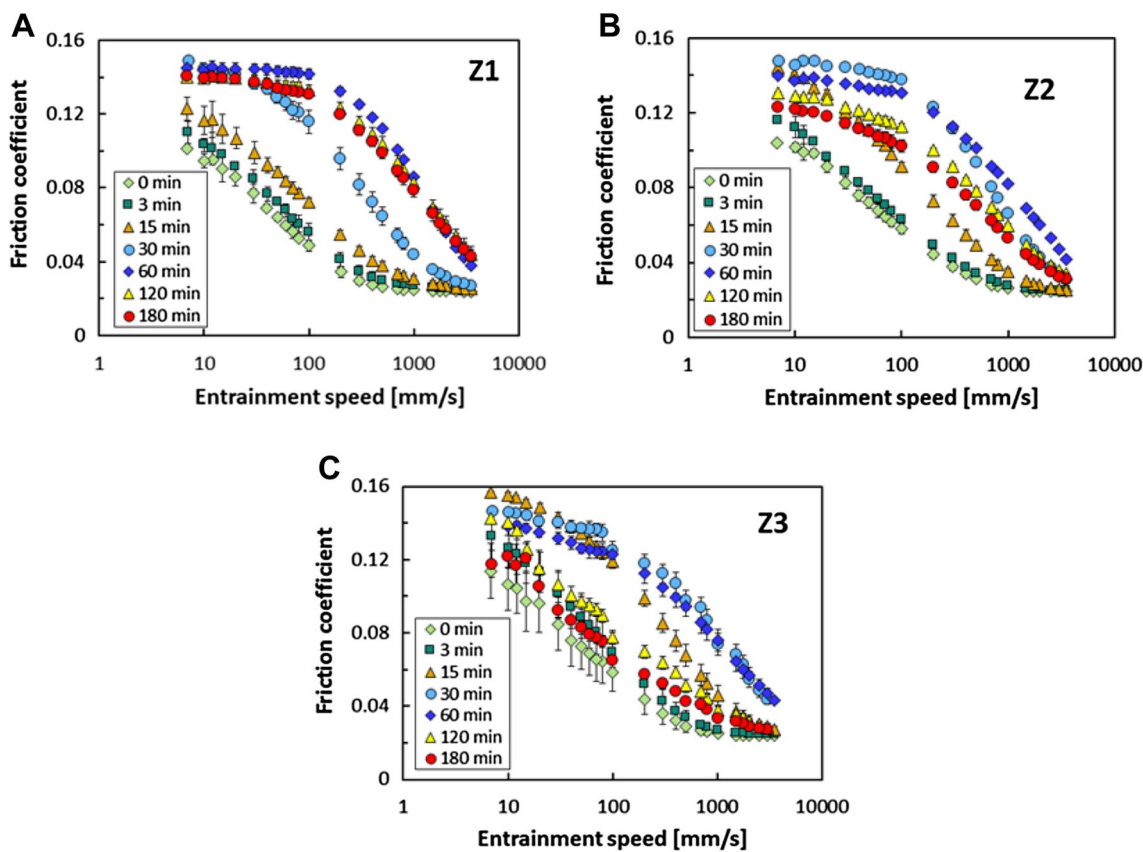 A
0.16
0.12
0.08
0.04
0
Friction coefficient
Z1
0 min
3 min
15 min
30 min
60 min
120 min
180 min
1 10 100 1000 10000
Entrainment speed [mm/s]
B
0.16
0.12
0.08
0.04
0
Friction coefficient
Z2
0 min
3 min
15 min
30 min
60 min
120 min
180 min
1 10 100 1000 10000
Entrainment speed [mm/s]
C
0.16
0.12
0.08
0.04
0
Friction coefficient
Z3
0 min
3 min
15 min
30 min
60 min
120 min
180 min
1 10 100 1000 10000
Entrainment speed [mm/s]